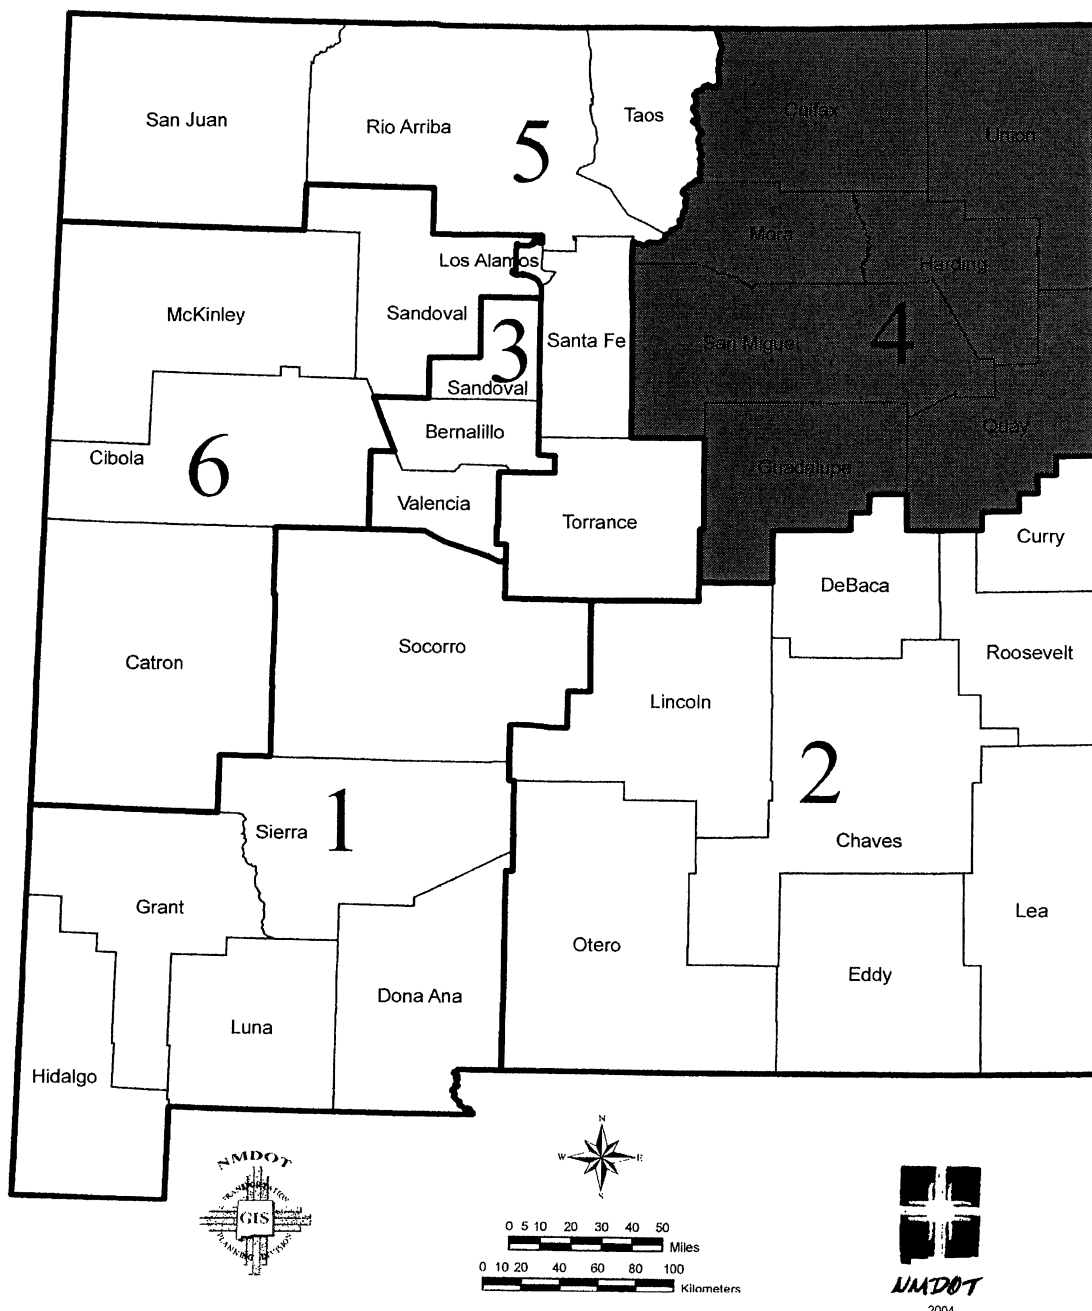 San Juan
Rio Arriba
5
Taos
Colfax
Union
Mora
Harding
Los Alamos
McKinley
Sandoval
3
Santa Fe
San Miguel
4
Sandoval
Bernalillo
Quay
Cibola
6
Guadalupe
Valencia
Torrance
Curry
DeBaca
Catron
Socorro
Roosevelt
Lincoln
2
1
Sierra
Chaves
Grant
Lea
Otero
Eddy
Dona Ana
Luna
Hidalgo
N
W E
S
NMDOT
TRANSPORTATION
GIS
PLANNING DIVISION
0 5 10 20 30 40 50
Miles
0 10 20 40 60 80 100
Kilometers
NMDOT
2004